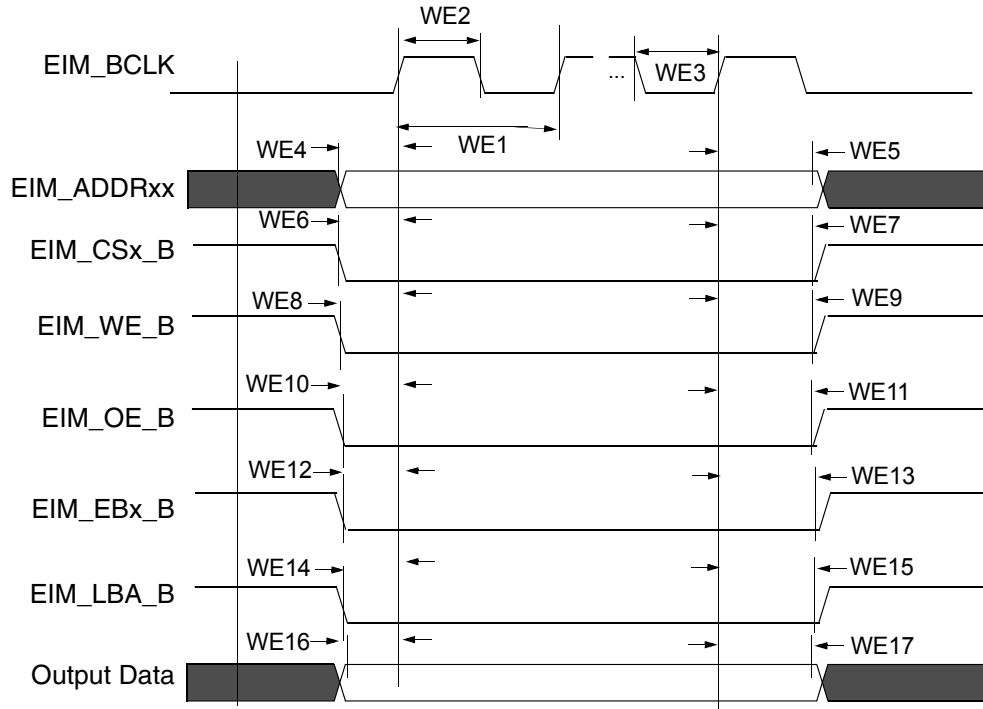 WE2
EIM_BCLK
...
WE3
WE1
WE4
WE5
EIM_ADDRxx
WE6
WE7
EIM_CSx_B
WE8
WE9
EIM_WE_B
WE10
WE11
EIM_OE_B
WE12
WE13
EIM_EBx_B
WE14
WE15
EIM_LBA_B
WE16
WE17
Output Data